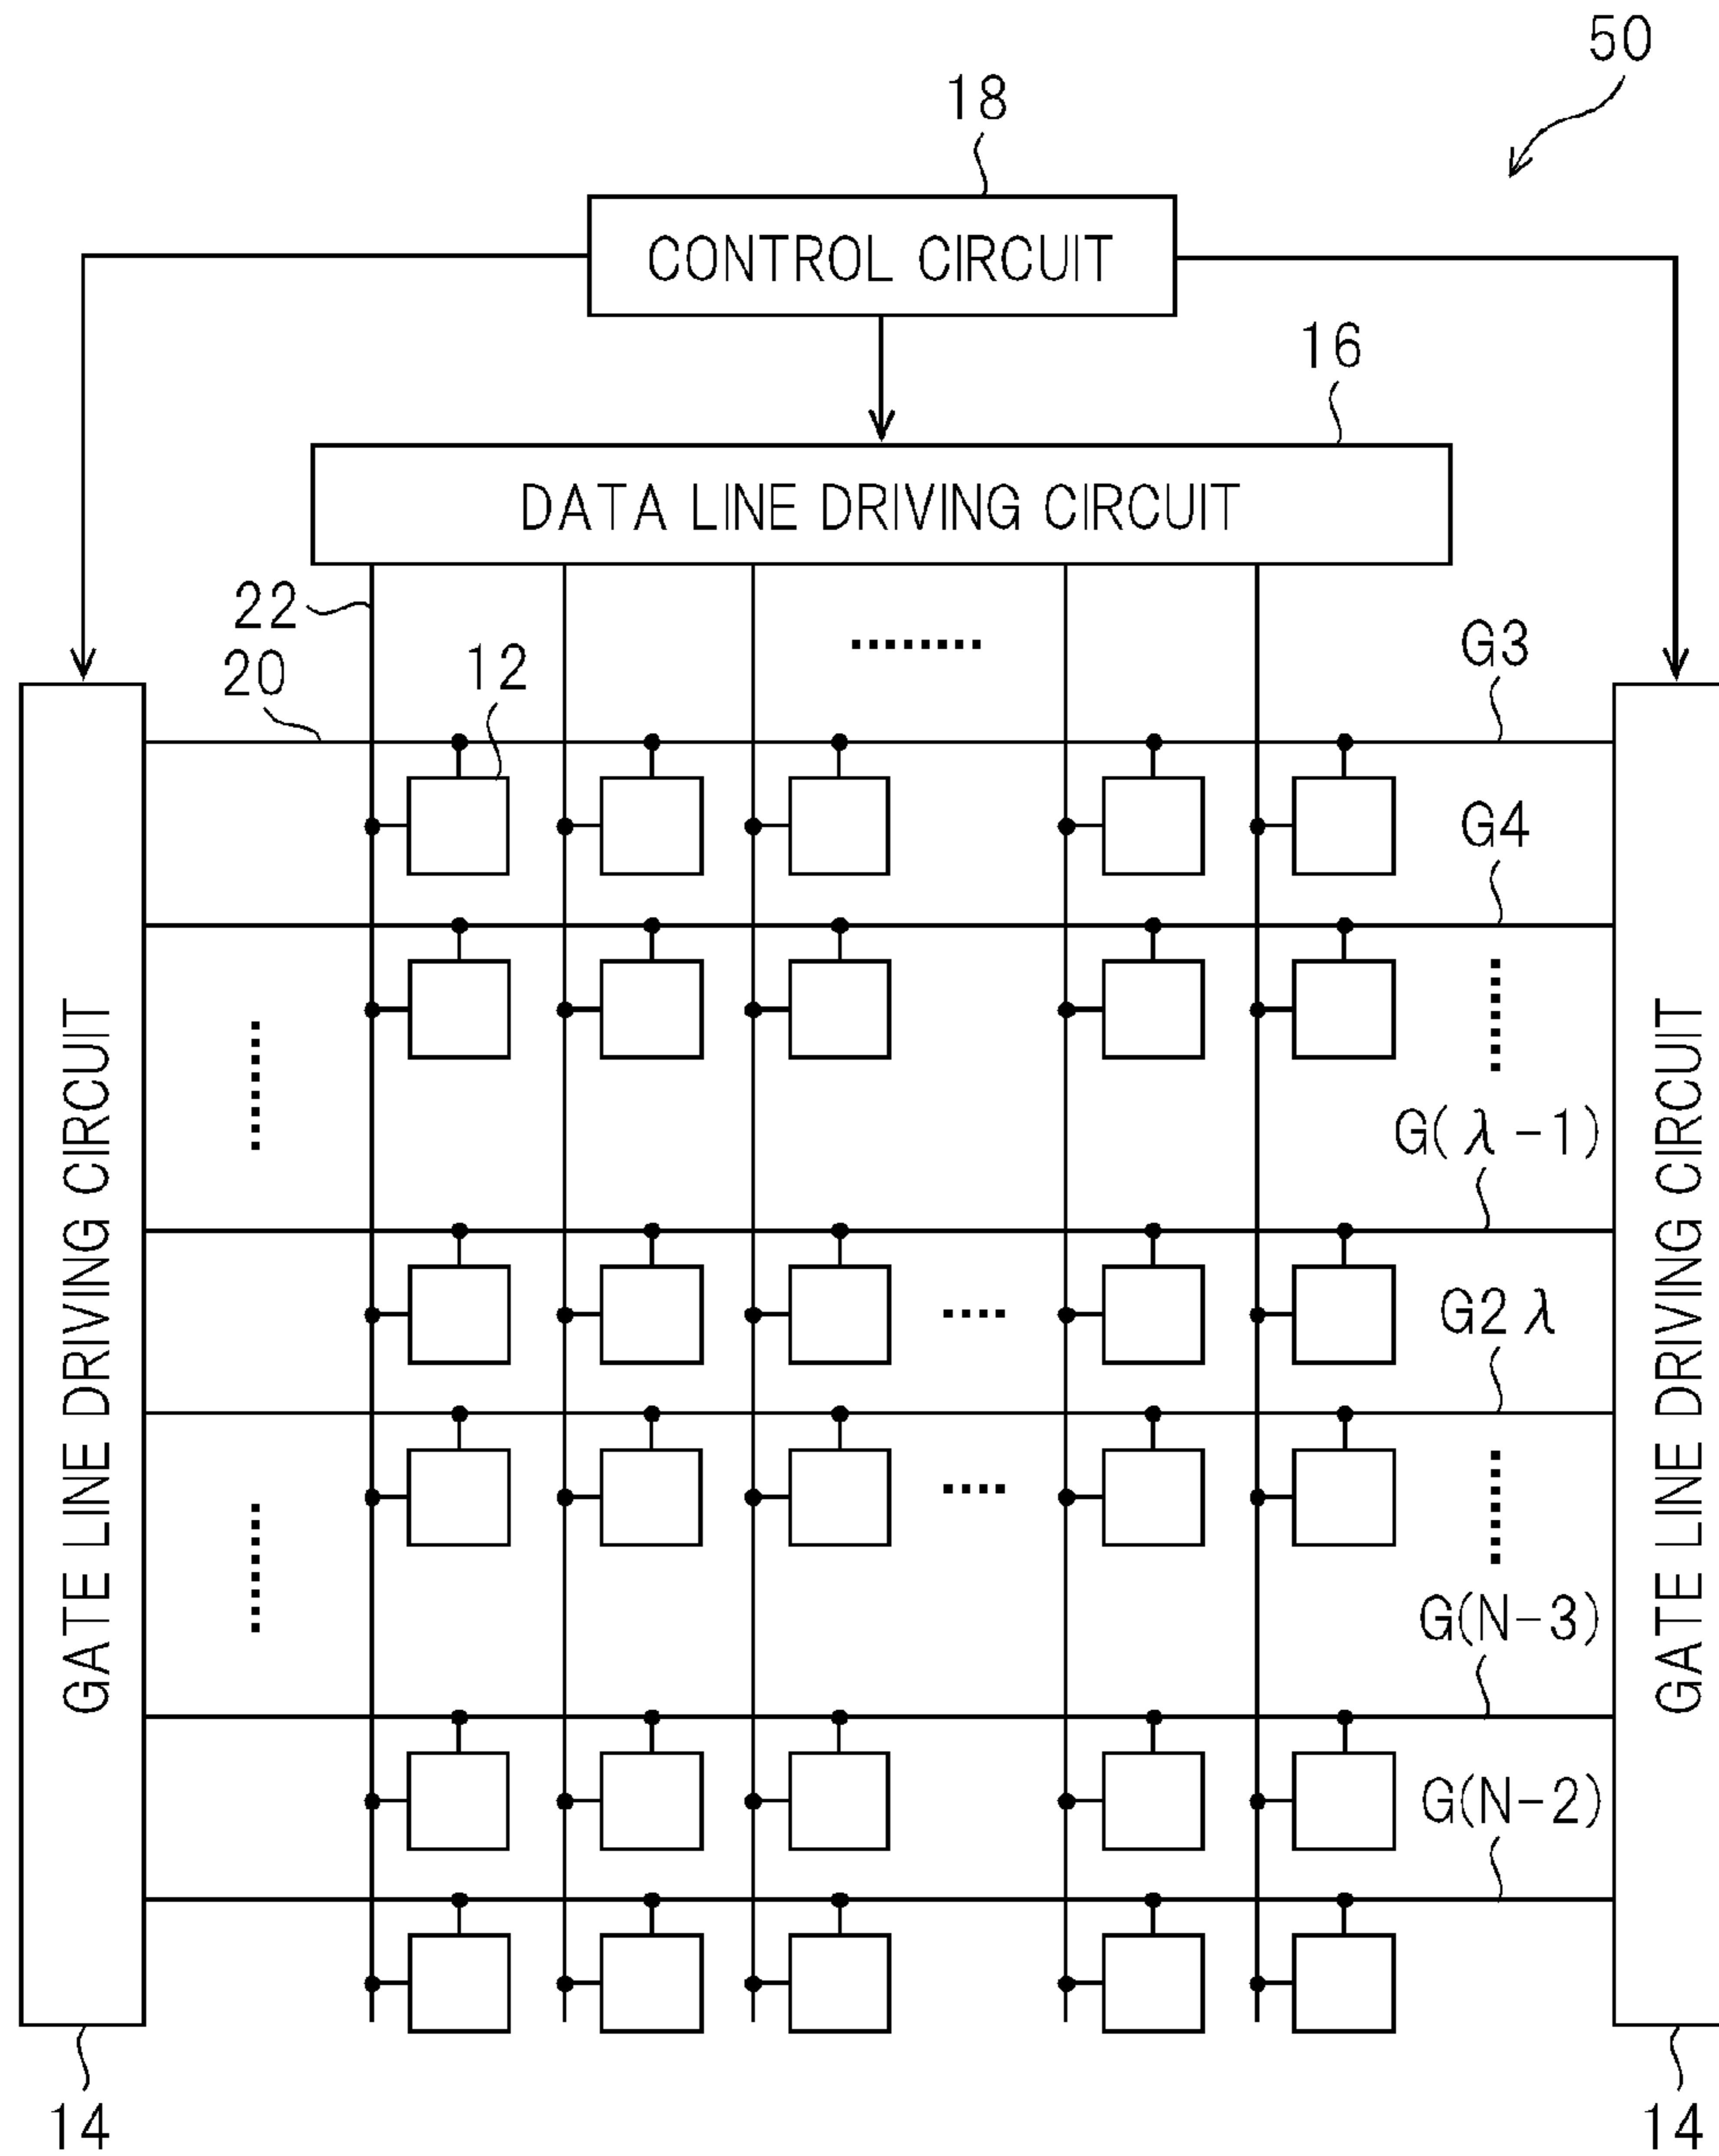 50
18
CONTROL CIRCUIT
16
DATA LINE DRIVING CIRCUIT
22
20
12
G3
G4
GATE LINE DRIVING CIRCUIT
GATE LINE DRIVING CIRCUIT
G(λ-1)
G2λ
G(N-3)
G(N-2)
14
14